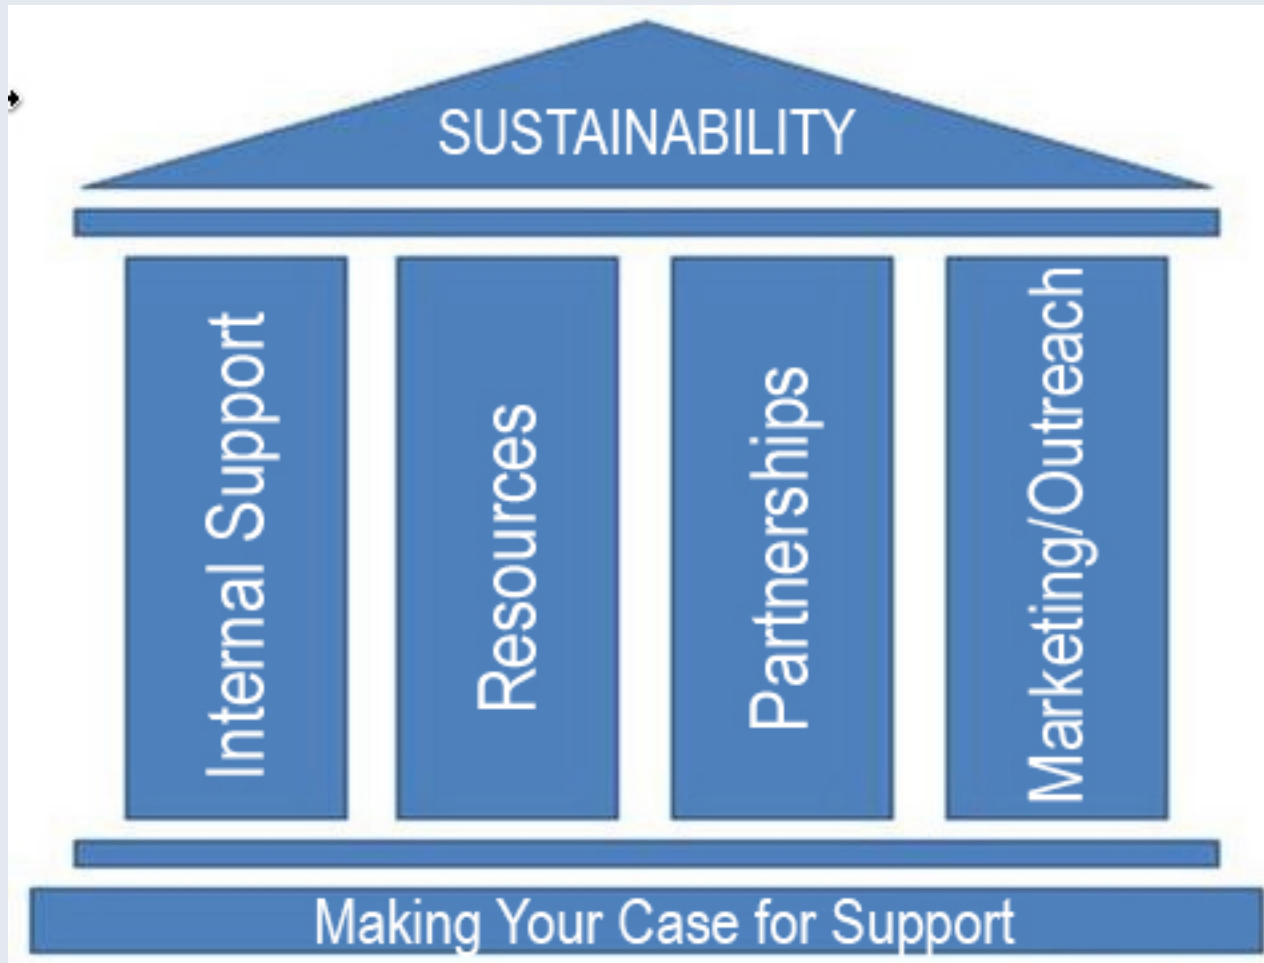 SUSTAINABILITY
Internal Support
Resources
Partnerships
Marketing/Outreach
Making Your Case for Support